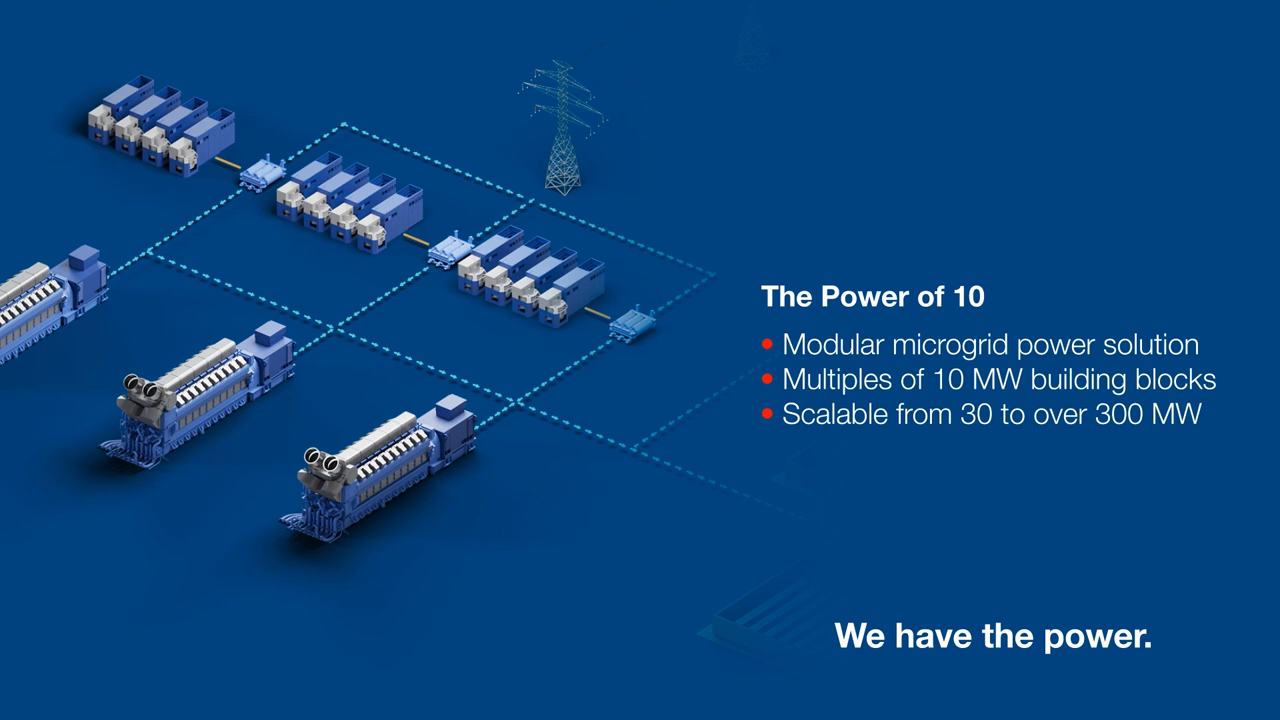 The Power of 10
• Modular microgrid power solution
• Multiples of 10 MW building blocks
• Scalable from 30 to over 300 MW
We have the power.